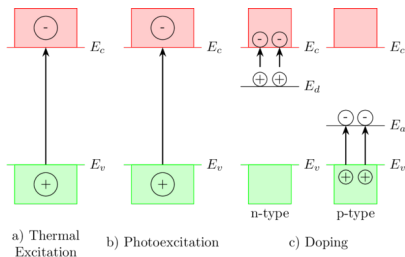 - - - - E_c E_c E_c E_c
+ + E_d
- - E_a
E_v E_v E_v E_v
+ + + +
n-type p-type
a) Thermal Excitation
b) Photoexcitation
c) Doping